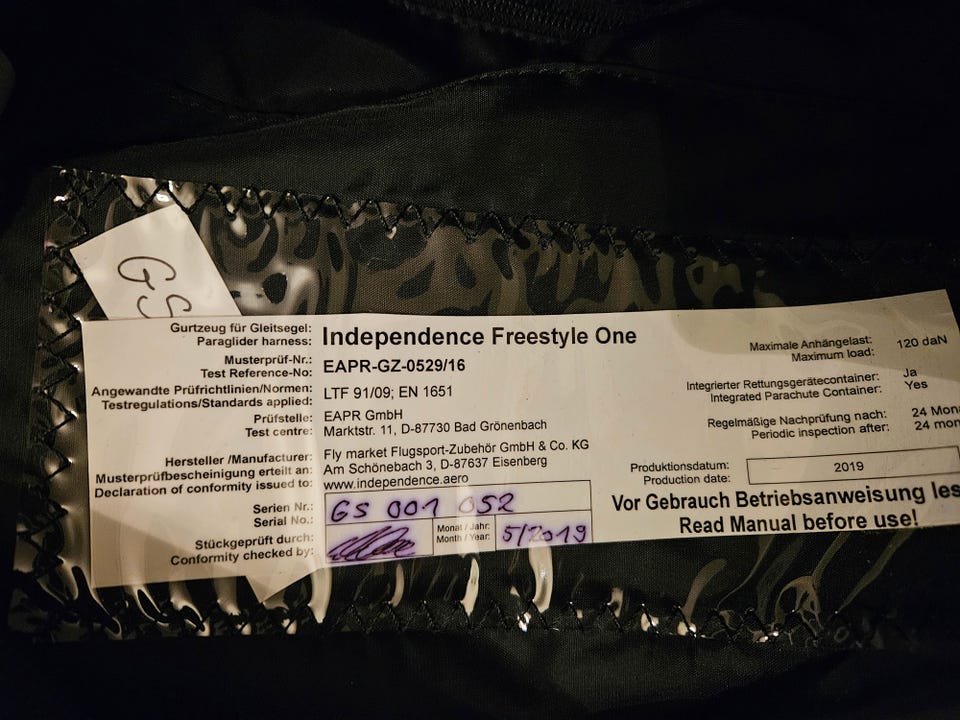 GS
Gurtzeug für Gleitsegel:
Paraglider harness:
Independence Freestyle One
Musterprüf-Nr.:
Test Reference-No:
EAPR-GZ-0529/16
Angewandte Prüfrichtlinien/Normen:
Testregulations/Standards applied:
LTF 91/09; EN 1651
Prüfstelle:
Test centre:
EAPR GmbH
Marktstr. 11, D-87730 Bad Grönenbach
Hersteller /Manufacturer:
Musterprüfbescheinigung erteilt an:
Declaration of conformity issued to:
Fly market Flugsport-Zubehör GmbH & Co. KG
Am Schönebach 3, D-87637 Eisenberg
www.independence.aero
Serien Nr.:
Serial No.:
GS 001 052
Stückgeprüft durch:
Conformity checked by:
Monat / Jahr:
Month / Year:
5/2019
Maximale Anhängelast:
Maximum load:
120 daN
Integrierter Rettungsgerätecontainer:
Integrated Parachute Container:
Ja
Yes
Regelmäßige Nachprüfung nach:
Periodic inspection after:
24 Mon
24 mon
Produktionsdatum:
Production date:
2019
Vor Gebrauch Betriebsanweisung les
Read Manual before use!